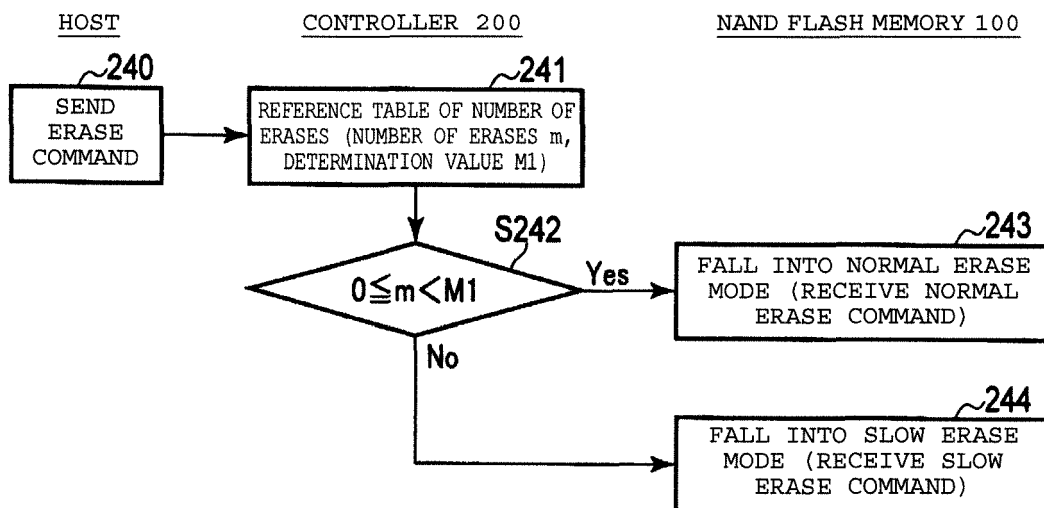 HOST
CONTROLLER 200
NAND FLASH MEMORY 100
240
SEND
ERASE
COMMAND
241
REFERENCE TABLE OF NUMBER OF
ERASES (NUMBER OF ERASES m,
DETERMINATION VALUE M1)
S242
0≦m<M1
Yes
No
243
FALL INTO NORMAL ERASE
MODE (RECEIVE NORMAL
ERASE COMMAND)
244
FALL INTO SLOW ERASE
MODE (RECEIVE SLOW
ERASE COMMAND)